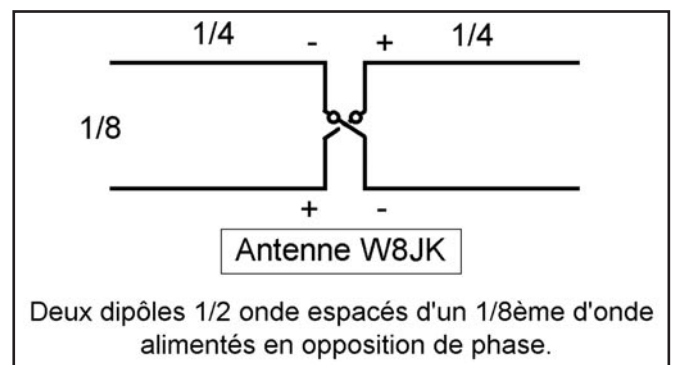 1/4 - + 1/4
1/8
+ -
Antenne W8JK
Deux dipôles 1/2 onde espacés d'un 1/8ème d'onde
alimentés en opposition de phase.